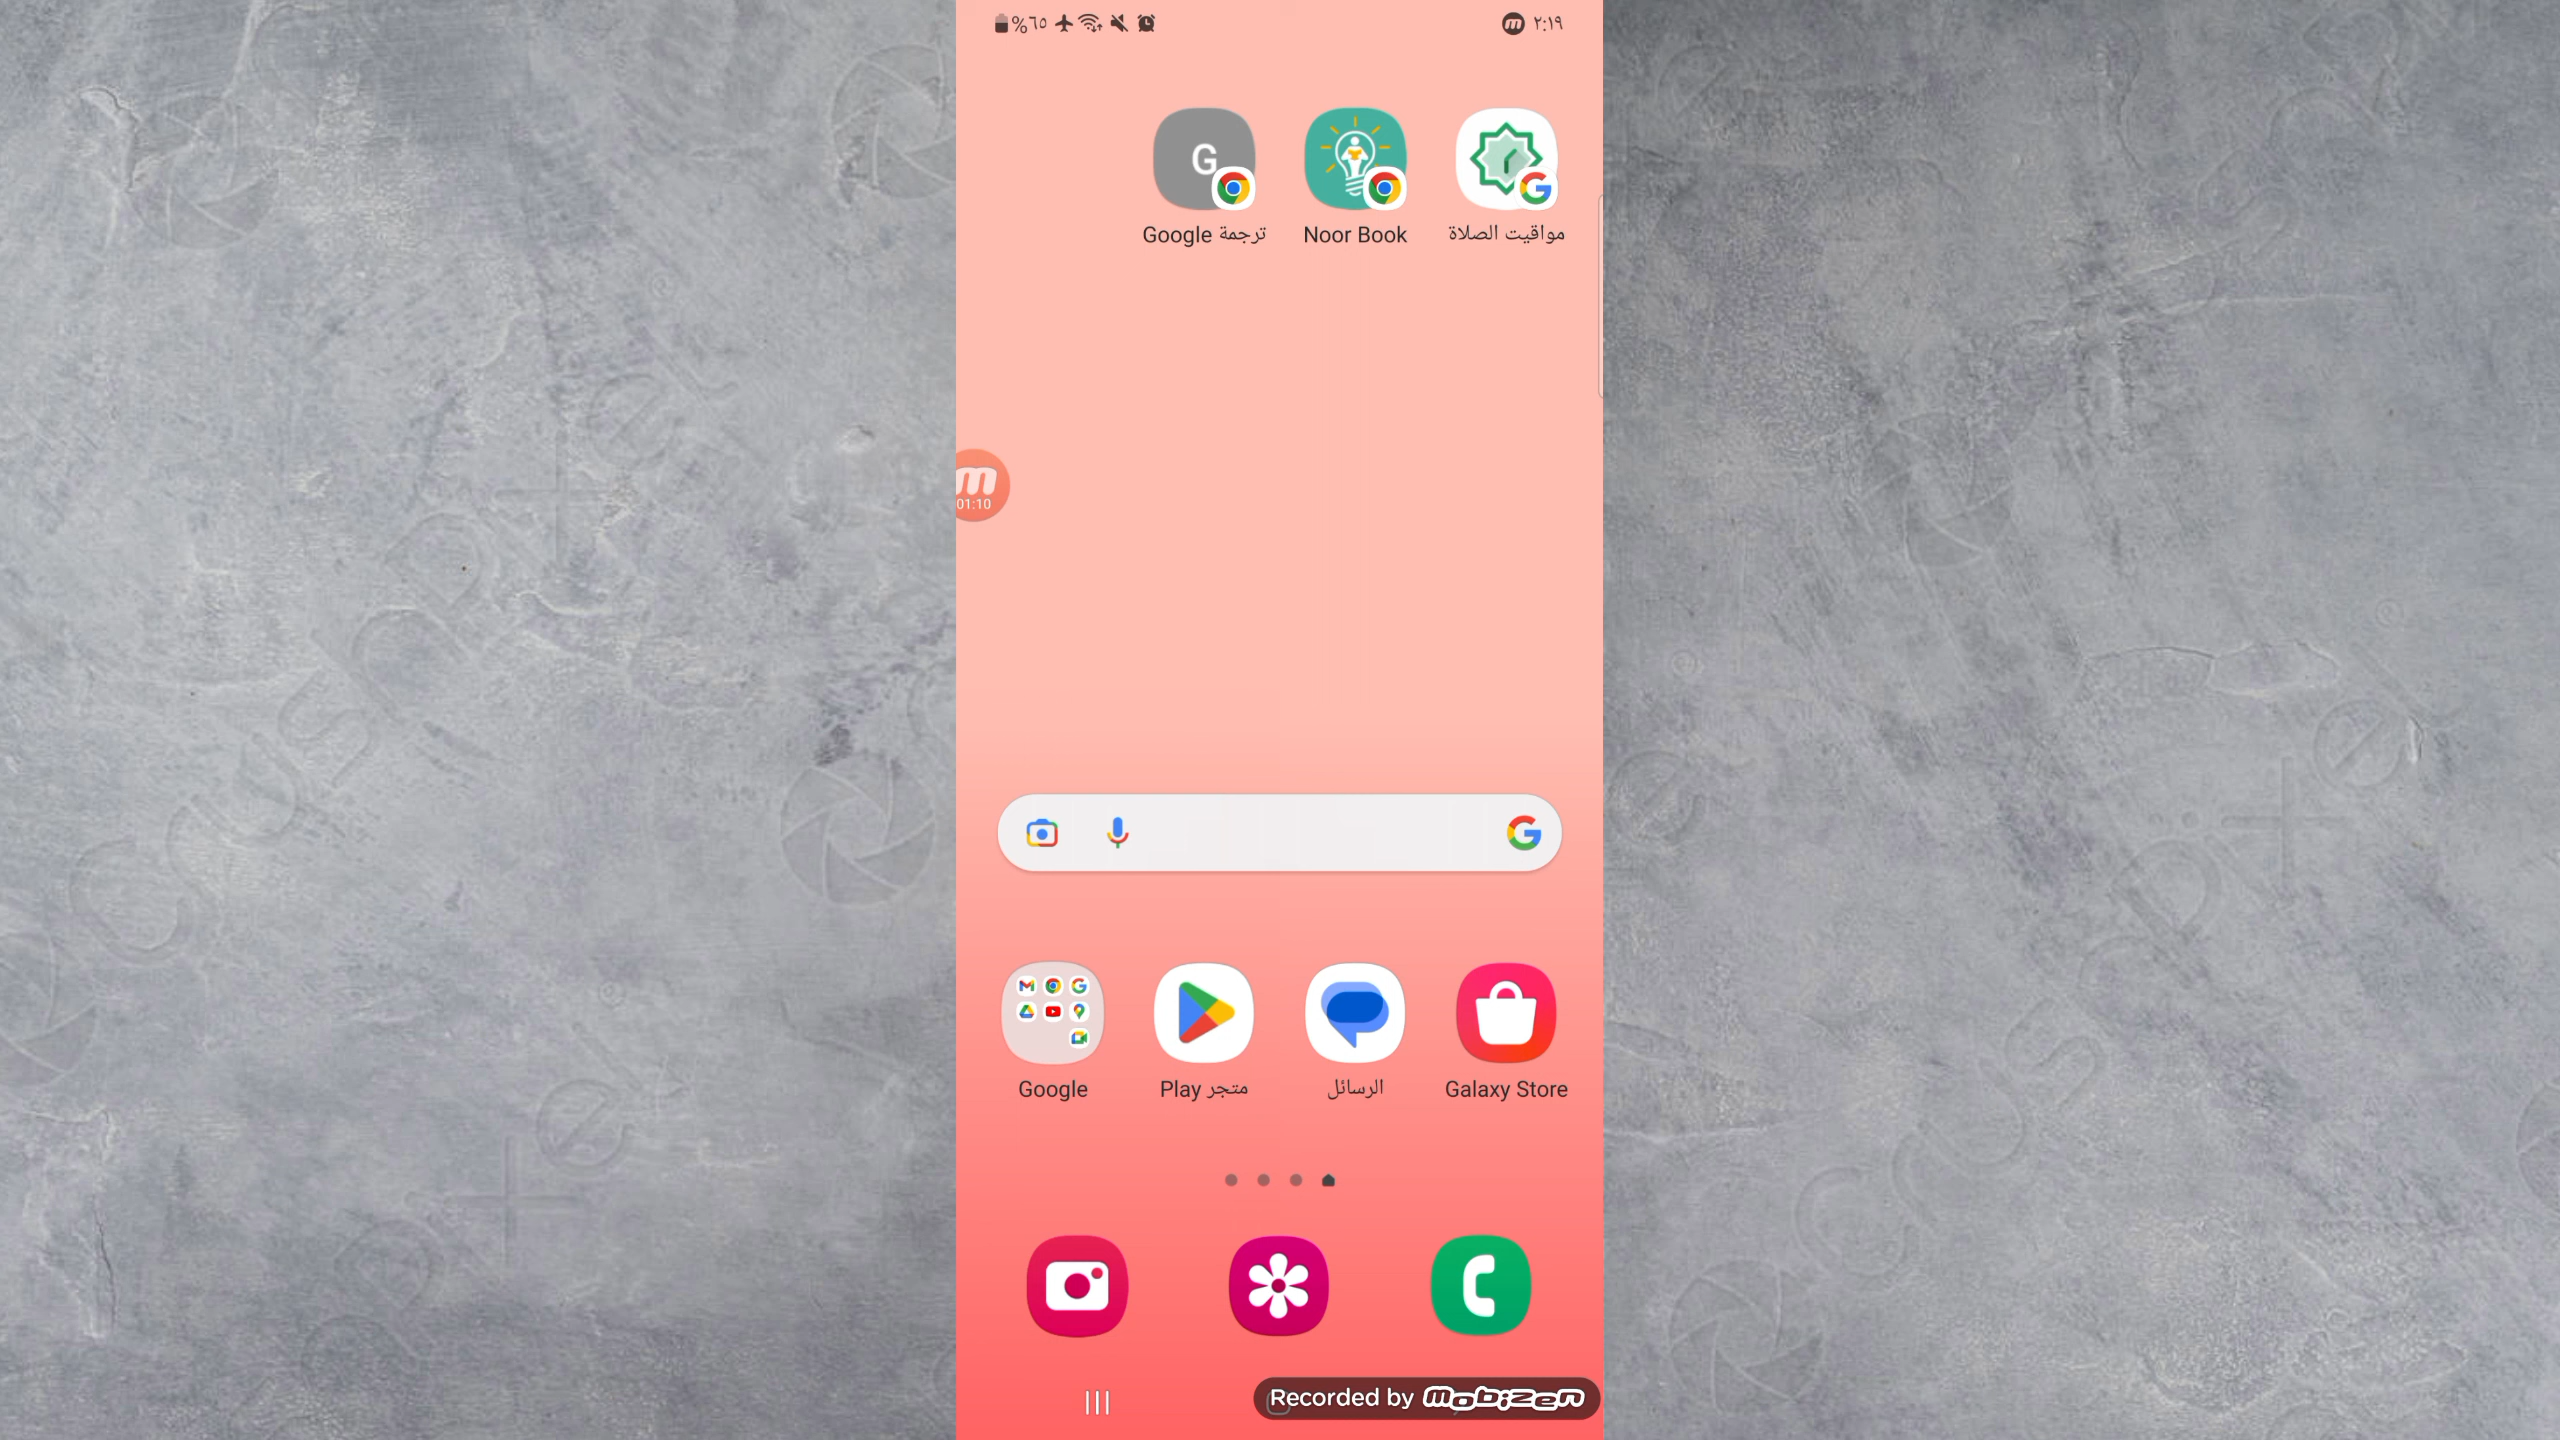 %٦٥
٢:١٩
مواقيت الصلاة
Noor Book
ترجمة Google
G
m
01:10
Galaxy Store
الرسائل
متجر Play
Google
Recorded by mobizen